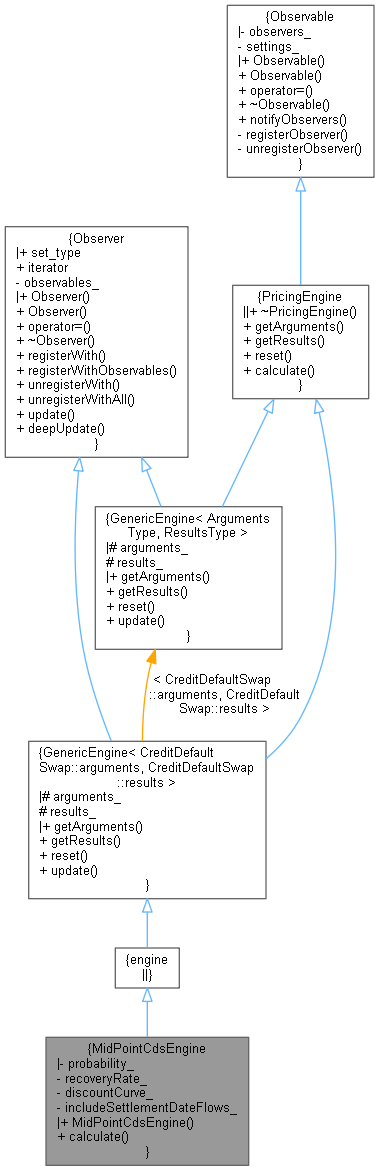 {Observable
|- observers_
- settings_
|+ Observable()
+ Observable()
+ operator=()
+ ~Observable()
+ notifyObservers()
- registerObserver()
- unregisterObserver()
}
{Observer
|+ set_type
+ iterator
- observables_
|+ Observer()
+ Observer()
+ operator=()
+ ~Observer()
+ registerWith()
+ registerWithObservables()
+ unregisterWith()
+ unregisterWithAll()
+ update()
+ deepUpdate()
}
{PricingEngine
||+ ~PricingEngine()
+ getArguments()
+ getResults()
+ reset()
+ calculate()
}
{GenericEngine< Arguments
Type, ResultsType >
|# arguments_
# results_
|+ getArguments()
+ getResults()
+ reset()
+ update()
}
< CreditDefaultSwap
::arguments, CreditDefault
Swap::results >
{GenericEngine< CreditDefault
Swap::arguments, CreditDefaultSwap
::results >
|# arguments_
# results_
|+ getArguments()
+ getResults()
+ reset()
+ update()
}
{engine
||}
{MidPointCdsEngine
|- probability_
- recoveryRate_
- discountCurve_
- includeSettlementDateFlows_
|+ MidPointCdsEngine()
+ calculate()
}